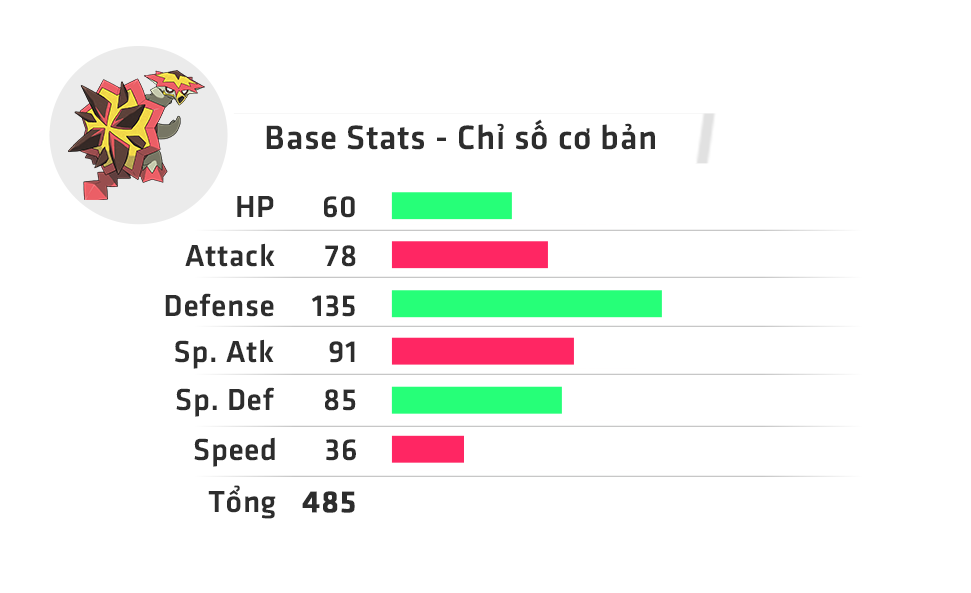 Base Stats - Chỉ số cơ bản
HP 60
Attack 78
Defense 135
Sp. Atk 91
Sp. Def 85
Speed 36
Tổng 485